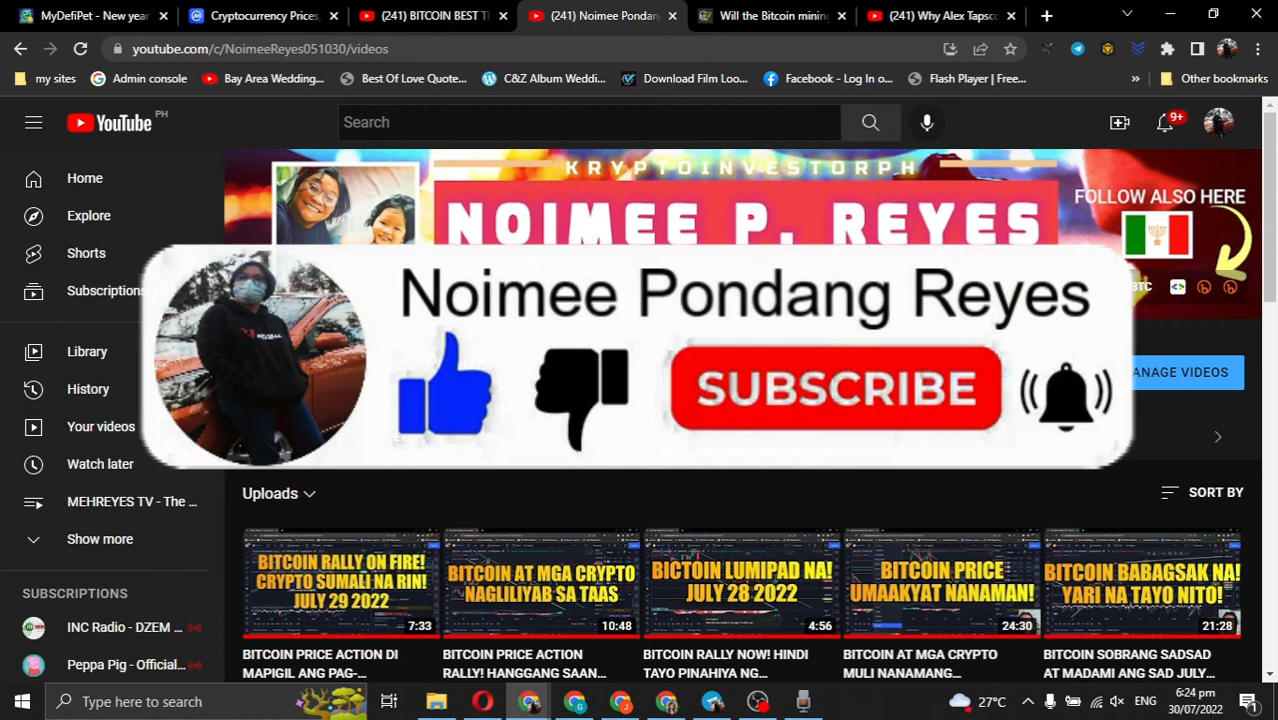 MyDefiPet - New year
Cryptocurrency Prices,
(241) BITCOIN BEST T
(241) Noimee Pondan
Will the Bitcoin minin
(241) Why Alex Tapsco
youtube.com/c/NoimeeReyes051030/videos
my sites
Admin console
Bay Area Wedding...
Best Of Love Quote...
C&Z Album Weddin...
Download Film Loo...
Facebook - Log In o...
Flash Player | Free...
Other bookmarks
YouTube PH
Search
9+
Home
Explore
Shorts
Subscriptions
Library
History
Your videos
Watch later
MEHREYES TV - The ...
Show more
SUBSCRIPTIONS
INC Radio - DZEM ...
Peppa Pig - Official...
KRYPTOINVESTORPH
NOIMEE P. REYES
FOLLOW ALSO HERE
BTC
Noimee Pondang Reyes
SUBSCRIBE
ANAGE VIDEOS
Uploads
SORT BY
BITCOIN RALLY ON FIRE!
CRYPTO SUMALI NA RIN!
JULY 29 2022
7:33
BITCOIN AT MGA CRYPTO
NAGLILIYAB SA TAAS
10:48
BICTOIN LUMIPAD NA!
JULY 28 2022
4:56
BITCOIN PRICE
UMAAKYAT NANAMAN!
24:30
BITCOIN BABAGSAK NA!
YARI NA TAYO NITO!
21:28
BITCOIN PRICE ACTION DI
MAPIGIL ANG PAG-
BITCOIN PRICE ACTION
RALLY! HANGGANG SAAN...
BITCOIN RALLY NOW! HINDI
TAYO PINAHIYA NG...
BITCOIN AT MGA CRYPTO
MULI NANAMANG...
BITCOIN SOBRANG SADSAD
AT MADAMI ANG SAD JULY
Type here to search
27°C
ENG
6:24 pm
30/07/2022
1